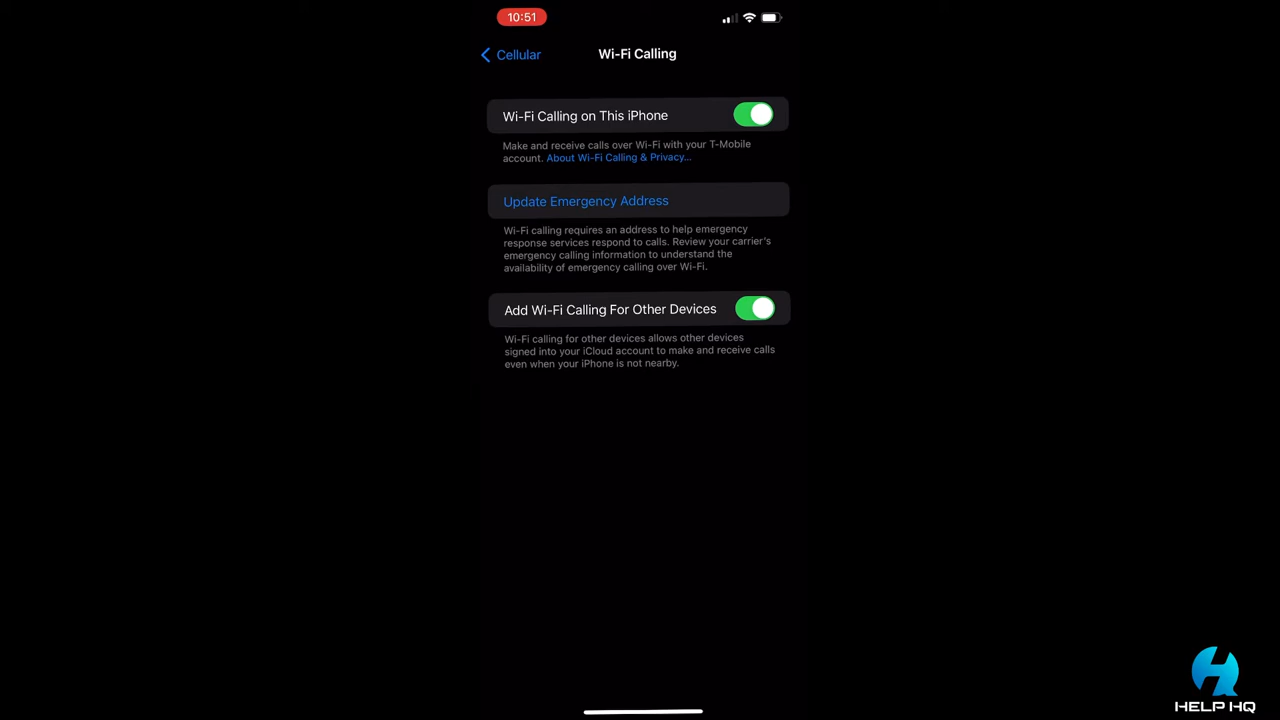 10:51
Cellular
Wi-Fi Calling
Wi-Fi Calling on This iPhone
Make and receive calls over Wi-Fi with your T-Mobile
account. About Wi-Fi Calling & Privacy...
Update Emergency Address
Wi-Fi calling requires an address to help emergency
response services respond to calls. Review your carrier's
emergency calling information to understand the
availability of emergency calling over Wi-Fi.
Add Wi-Fi Calling For Other Devices
Wi-Fi calling for other devices allows other devices
signed into your iCloud account to make and receive calls
even when your iPhone is not nearby.
HELP HQ